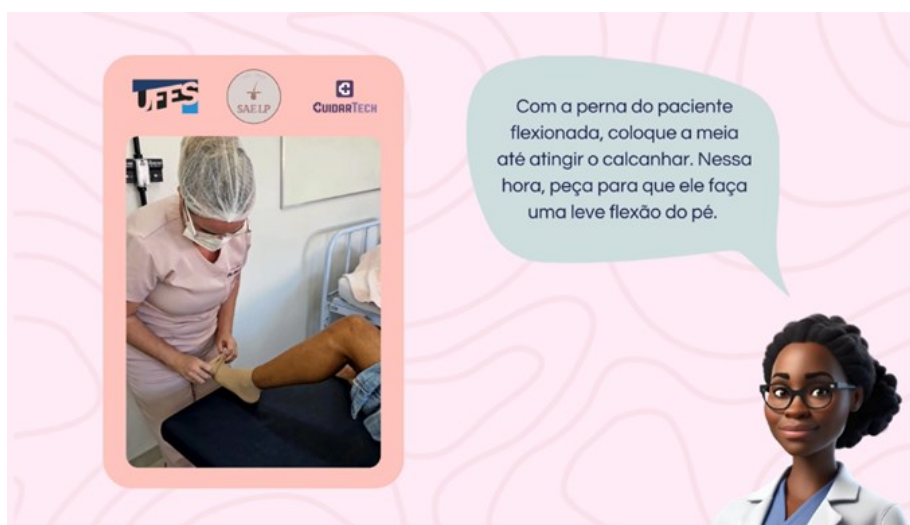 UFES
SAELP
CUIDARTECH
Com a perna do paciente
flexionada, coloque a meia
até atingir o calcanhar. Nessa
hora, peça para que ele faça
uma leve flexão do pé.